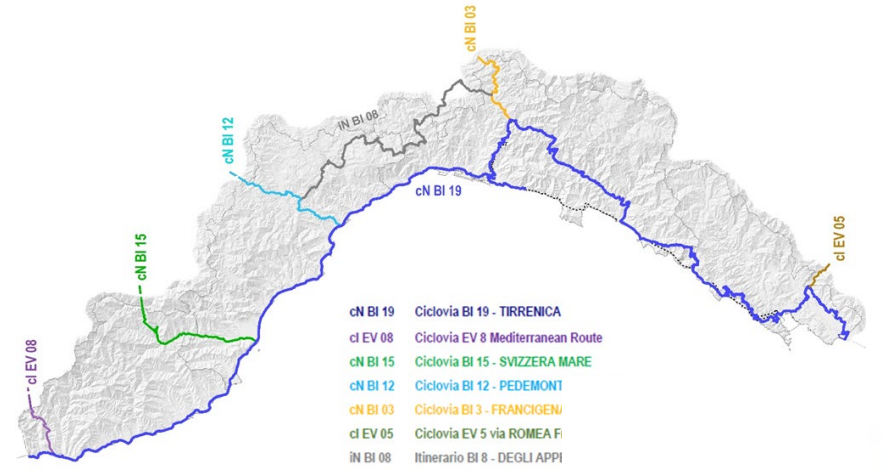 cN BI 03
iN BI 08
cN BI 12
cN BI 19
cI EV 05
cN BI 15
cI EV 08
cN BI 19 Ciclovia BI 19 - TIRRENICA
cI EV 08 Ciclovia EV 8 Mediterranean Route
cN BI 15 Ciclovia BI 15 - SVIZZERA MARE
cN BI 12 Ciclovia BI 12 - PEDEMONT
cN BI 03 Ciclovia BI 3 - FRANCIGENA
cI EV 05 Ciclovia EV 5 via ROMEA F
iN BI 08 Itinerario BI 8 - DEGLI APP